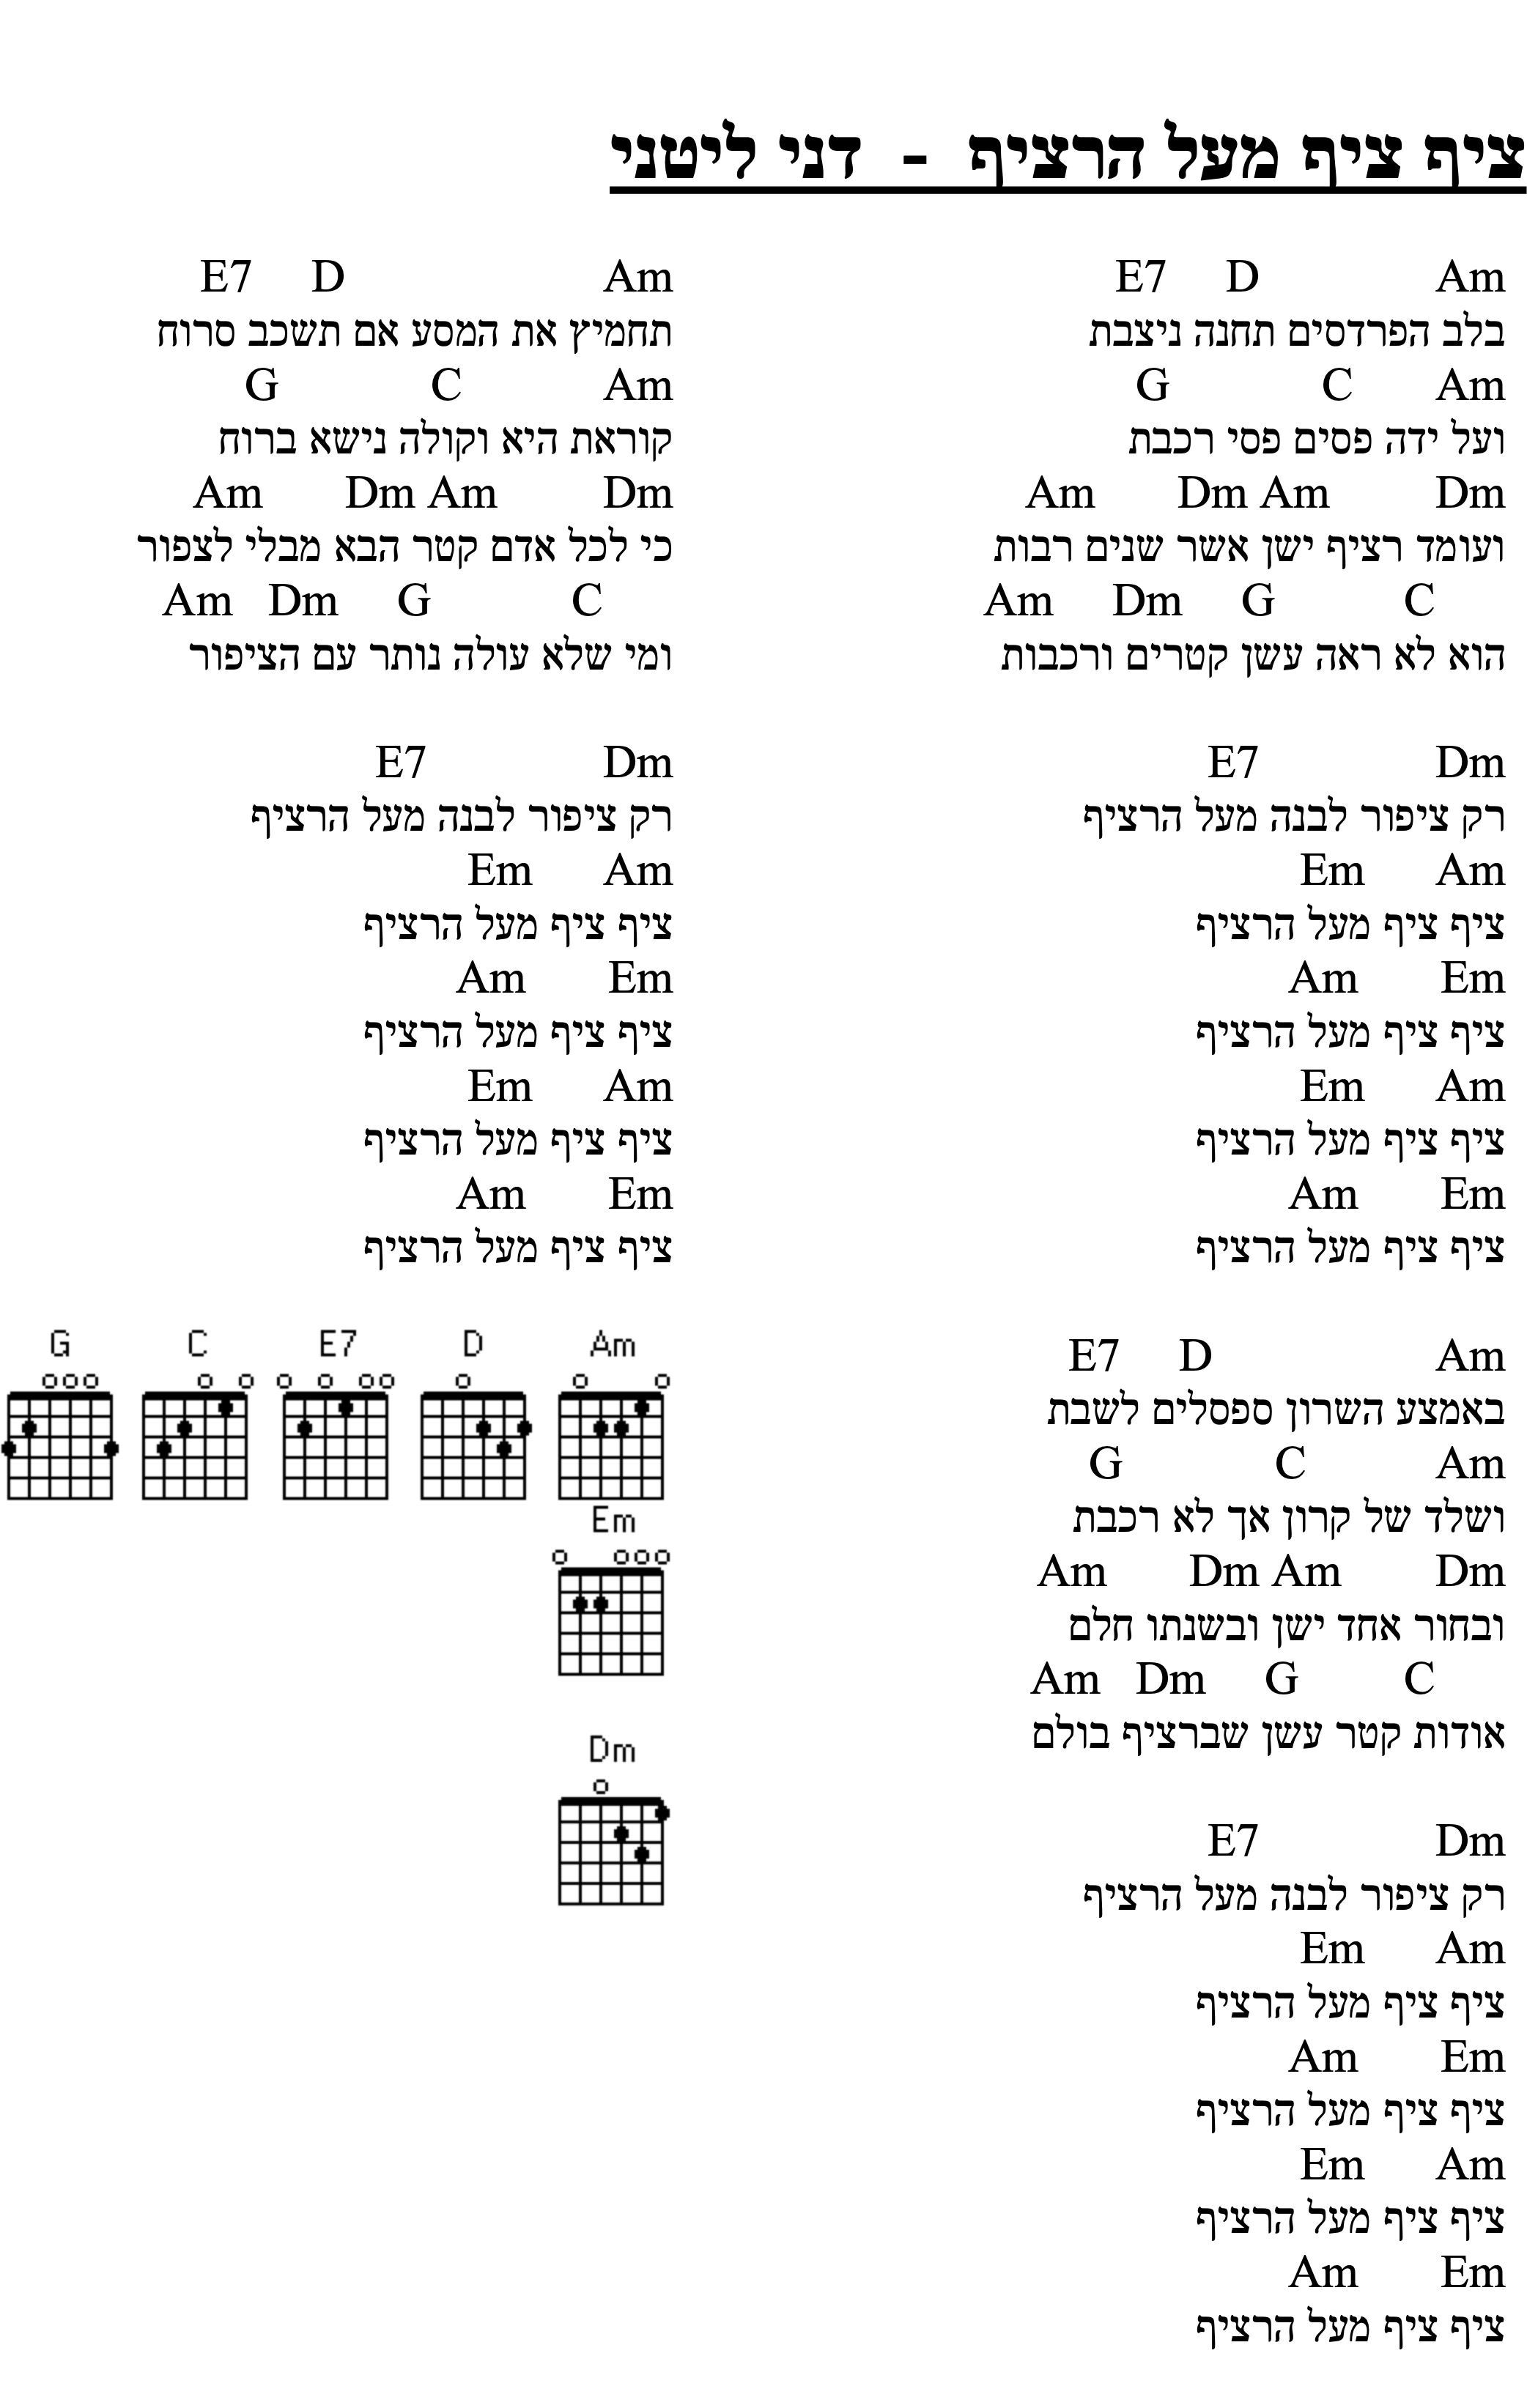 ציף ציף מעל הרציף - דני ליטני
Am D E7
בלב הפרדסים תחנה ניצבת
Am C G
ועל ידה פסים פסי רכבת
Dm Am Dm Am
ועומד רציף ישן אשר שנים רבות
C G Dm Am
הוא לא ראה עשן קטרים ורכבות
Dm E7
רק ציפור לבנה מעל הרציף
Am Em
ציף ציף מעל הרציף
Em Am
ציף ציף מעל הרציף
Am Em
ציף ציף מעל הרציף
Em Am
ציף ציף מעל הרציף
Am D E7
באמצע השרון ספסלים לשבת
Am C G
ושלד של קרון אך לא רכבת
Dm Am Dm Am
ובחור אחד ישן ובשנתו חלם
C G Dm Am
אודות קטר עשן שברציף בולם
Dm E7
רק ציפור לבנה מעל הרציף
Am Em
ציף ציף מעל הרציף
Em Am
ציף ציף מעל הרציף
Am Em
ציף ציף מעל הרציף
Em Am
ציף ציף מעל הרציף
Am D E7
תחמיץ את המסע אם תשכב סרוח
Am C G
קוראת היא וקולה נישא ברוח
Dm Am Dm Am
כי לכל אדם קטר הבא מבלי לצפור
C G Dm Am
ומי שלא עולה נותר עם הציפור
Dm E7
רק ציפור לבנה מעל הרציף
Am Em
ציף ציף מעל הרציף
Em Am
ציף ציף מעל הרציף
Am Em
ציף ציף מעל הרציף
Em Am
ציף ציף מעל הרציף
Am D E7 C G
Em
Dm